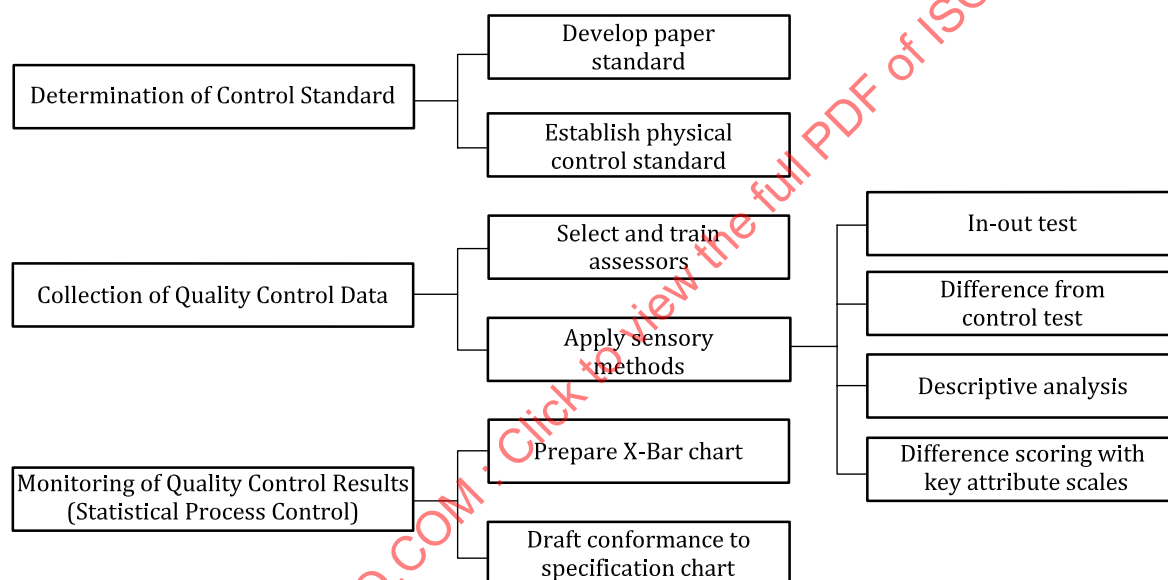 Develop paper
standard
Determination of Control Standard
Establish physical
control standard
Select and train
assessors
In-out test
Collection of Quality Control Data
Difference from
control test
Apply sensory
methods
Descriptive analysis
Prepare X-Bar chart
Difference scoring with
key attribute scales
Monitoring of Quality Control Results
(Statistical Process Control)
Draft conformance to
specification chart
.COM : Click to view the full PDF of